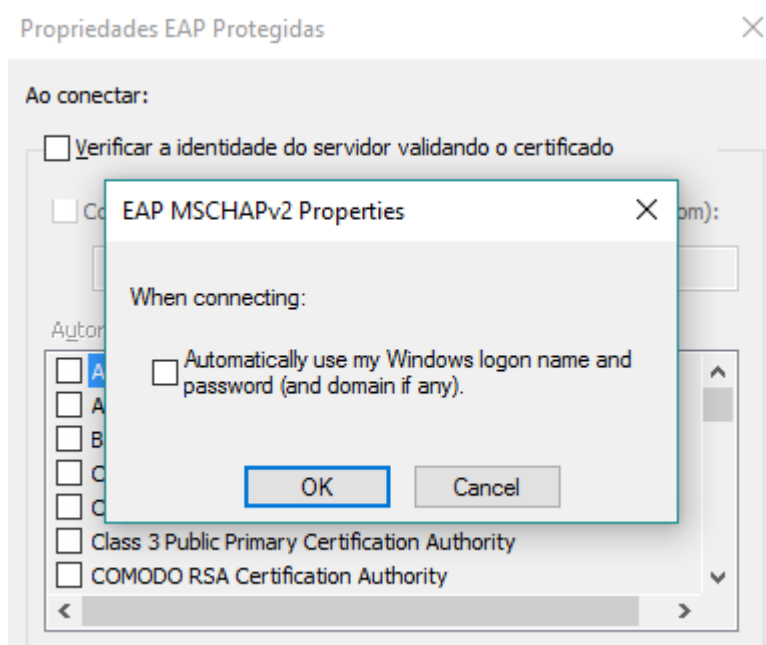 Propriedades EAP Protegidas
Ao conectar:
Verificar a identidade do servidor validando o certificado
EAP MSCHAPv2 Properties
When connecting:
Automatically use my Windows logon name and
password (and domain if any).
OK
Cancel
Class 3 Public Primary Certification Authority
COMODO RSA Certification Authority